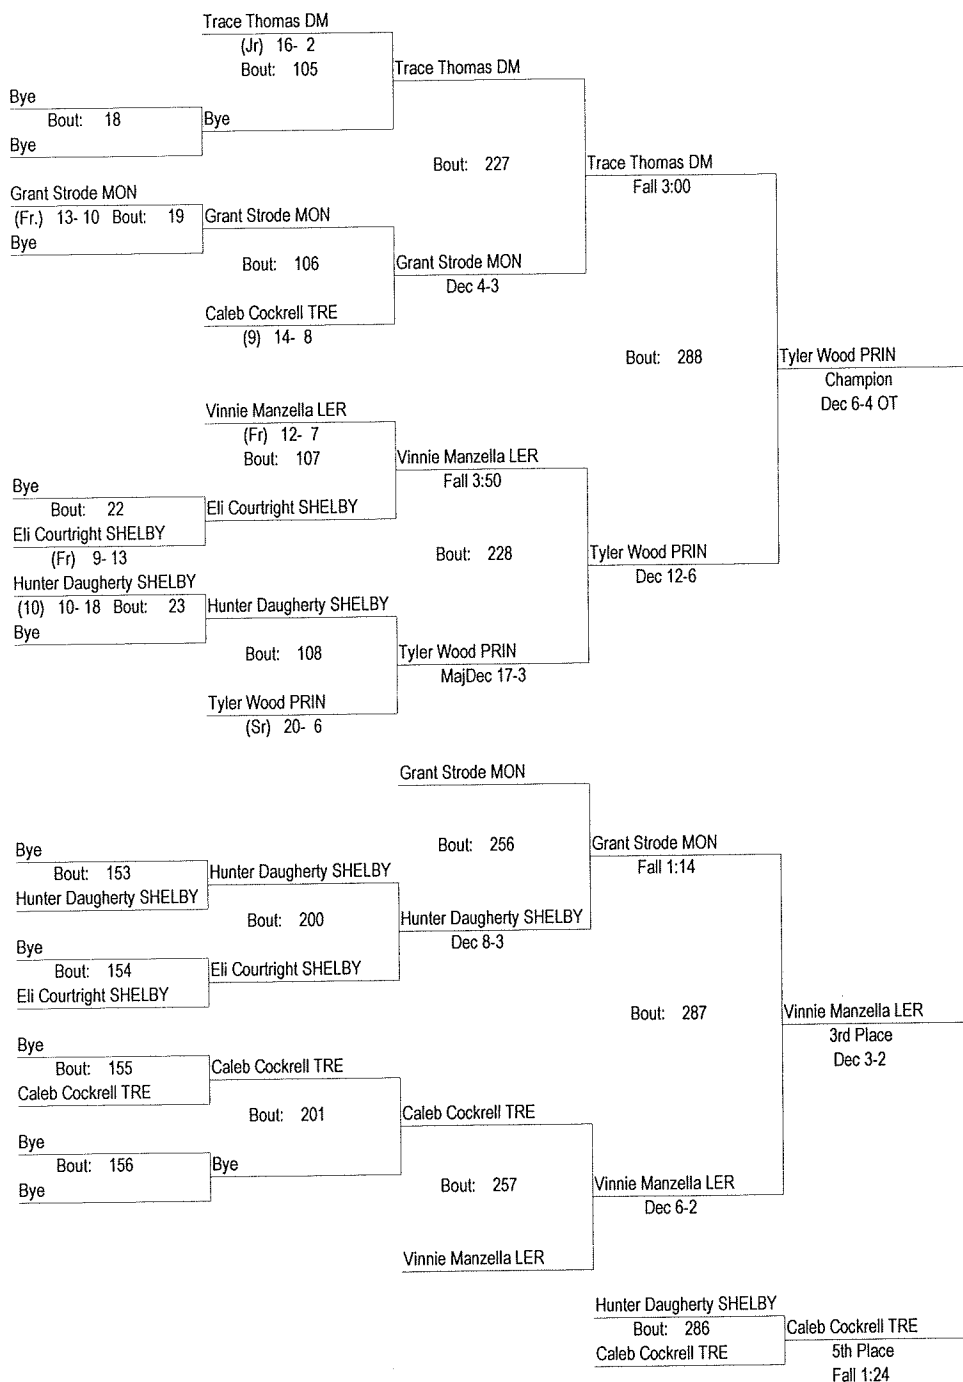 Trace Thomas DM
(Jr) 16- 2
Bout: 105
Trace Thomas DM
Bye
Bout: 18
Bye
Bye
Bout: 227
Trace Thomas DM
Fall 3:00
Grant Strode MON
(Fr.) 13- 10 Bout: 19
Grant Strode MON
Bye
Bout: 106
Grant Strode MON
Dec 4-3
Caleb Cockrell TRE
(9) 14- 8
Bout: 288
Tyler Wood PRIN
Champion
Dec 6-4 OT
Vinnie Manzella LER
(Fr) 12- 7
Bout: 107
Vinnie Manzella LER
Fall 3:50
Bye
Bout: 22
Eli Courtright SHELBY
Eli Courtright SHELBY
(Fr) 9- 13
Bout: 228
Tyler Wood PRIN
Dec 12-6
Hunter Daugherty SHELBY
(10) 10- 18 Bout: 23
Hunter Daugherty SHELBY
Bye
Bout: 108
Tyler Wood PRIN
MajDec 17-3
Tyler Wood PRIN
(Sr) 20- 6
Grant Strode MON
Bout: 256
Grant Strode MON
Fall 1:14
Bye
Bout: 153
Hunter Daugherty SHELBY
Hunter Daugherty SHELBY
Bout: 200
Hunter Daugherty SHELBY
Dec 8-3
Bye
Bout: 154
Eli Courtright SHELBY
Eli Courtright SHELBY
Bout: 287
Vinnie Manzella LER
3rd Place
Dec 3-2
Bye
Bout: 155
Caleb Cockrell TRE
Caleb Cockrell TRE
Bout: 201
Caleb Cockrell TRE
Bye
Bout: 156
Bye
Bye
Bout: 257
Vinnie Manzella LER
Dec 6-2
Vinnie Manzella LER
Hunter Daugherty SHELBY
Bout: 286
Caleb Cockrell TRE
Caleb Cockrell TRE
5th Place
Fall 1:24